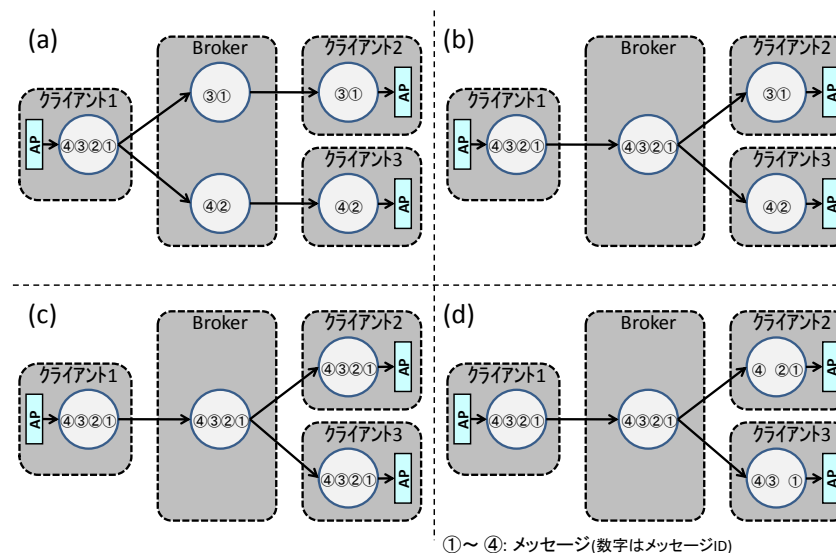 (a)
Broker
クライアント1
AP
④③②①
③①
④②
クライアント2
③①
AP
クライアント3
④②
AP
(b)
Broker
クライアント1
AP
④③②①
④③②①
クライアント2
③①
AP
クライアント3
④②
AP
(c)
Broker
クライアント1
AP
④③②①
④③②①
クライアント2
④③②①
AP
クライアント3
④③②①
AP
(d)
Broker
クライアント1
AP
④③②①
④③②①
クライアント2
④ ②①
AP
クライアント3
④③ ①
AP
①～④: メッセージ(数字はメッセージID)